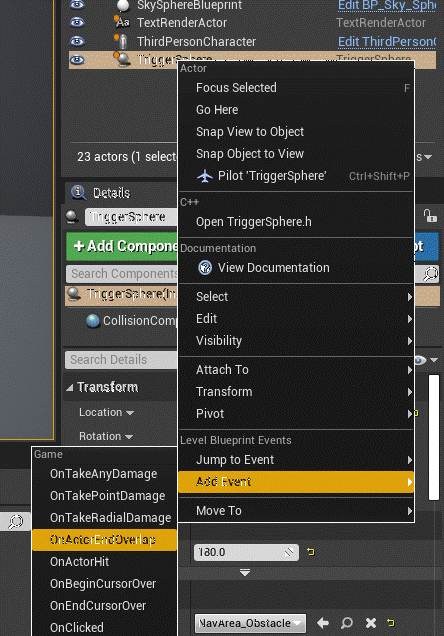 SkySphereBlueprint Edit BP_Sky_Sphe
TextRenderActor TextRenderActor
ThirdPersonCharacter Edit ThirdPerson
TriggerSphere TriggerSphere
Actor
Focus Selected F
Go Here
Snap View to Object
Snap Object to View
Pilot 'TriggerSphere' Ctrl+Shift+P
23 actors (1 selecte
C++
Open TriggerSphere.h
Details
TriggerSphere
Documentation
+ Add Compone pt
View Documentation
Search Components
TriggerSphere(In
Select
CollisionComp
Edit
Visibility
Search Details
Attach To
Transform
Transform
Location
Pivot
Rotation
Level Blueprint Events
Jump to Event
Add Event
Move To
Game
OnTakeAnyDamage
OnTakePointDamage
OnTakeRadialDamage
OnActorEndOverlap
180.0
OnActorHit
OnBeginCursorOver
OnEndCursorOver
OnClicked
NavArea_Obstacle